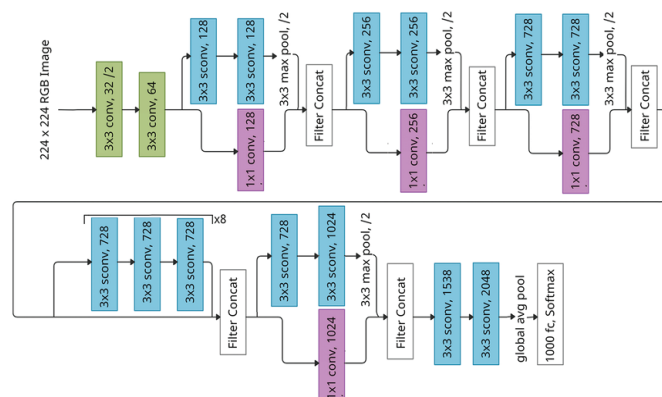 224 x 224 RGB Image
3x3 conv, 32 /2
3x3 conv, 64
3x3 sconv, 128
3x3 sconv, 128
3x3 max pool, /2
1x1 conv, 128
Filter Concat
3x3 sconv, 256
3x3 sconv, 256
3x3 max pool, /2
1x1 conv, 256
Filter Concat
3x3 sconv, 728
3x3 sconv, 728
3x3 max pool, /2
1x1 conv, 728
Filter Concat
3x3 sconv, 728
3x3 sconv, 728
3x3 sconv, 728
x8
Filter Concat
3x3 sconv, 728
3x3 sconv, 1024
3x3 max pool, /2
1x1 conv, 1024
Filter Concat
3x3 sconv, 1538
3x3 sconv, 2048
global avg pool
1000 fc, Softmax